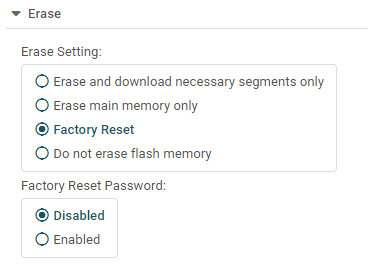 Erase
Erase Setting:
Erase and download necessary segments only
Erase main memory only
Factory Reset
Do not erase flash memory
Factory Reset Password:
Disabled
Enabled